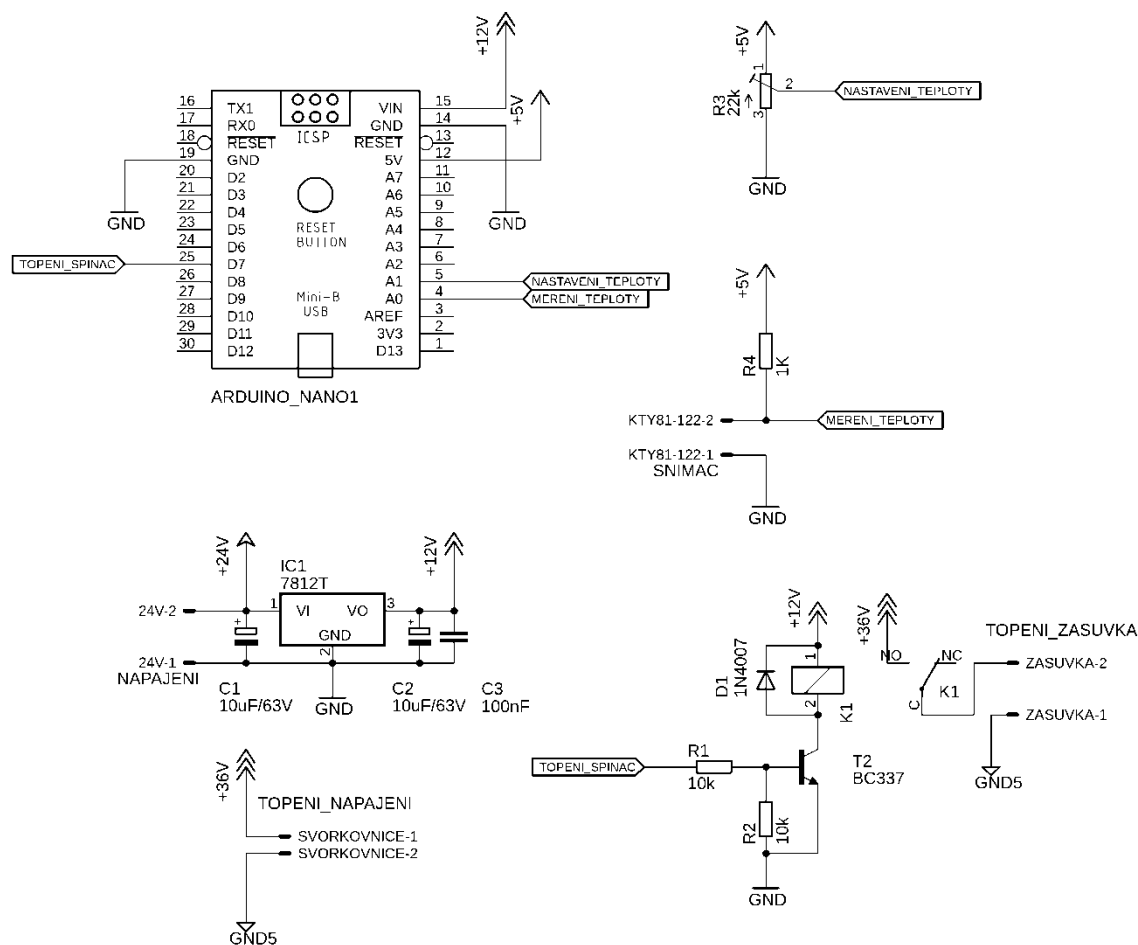 +12V
+5V
16 TX1 VIN 15
17 RX0 ICSP GND 14
18 RESET RESET 13
19 GND 5V 12
20 D2 A7 11
21 D3 A6 10
22 D4 A5 9
23 D5 RESET A4 8
24 D6 BUTTON A3 7
25 D7 A2 6
26 D8 A1 5
27 D9 Mini-B A0 4
28 D10 USB AREF 3
29 D11 3V3 2
30 D12 D13 1
GND
GND
TOPENI_SPINAC
NASTAVENI_TEPLOTY
MERENI_TEPLOTY
ARDUINO_NANO1
+5V
1
2
3
R3
22k
NASTAVENI_TEPLOTY
GND
+5V
R4
1K
KTY81-122-2
MERENI_TEPLOTY
KTY81-122-1
SNIMAC
GND
+24V
IC1
7812T
+12V
24V-2
1 VI VO 3
GND
2
24V-1
NAPAJENI
C1
10uF/63V
GND
C2
10uF/63V
C3
100nF
+36V
TOPENI_NAPAJENI
SVORKOVNICE-1
SVORKOVNICE-2
GND5
+12V
D1
1N4007
1
2
K1
TOPENI_SPINAC
R1
10k
R2
10k
T2
BC337
GND
+36V
TOPENI_ZASUVKA
NO NC
C
K1
ZASUVKA-2
ZASUVKA-1
GND5